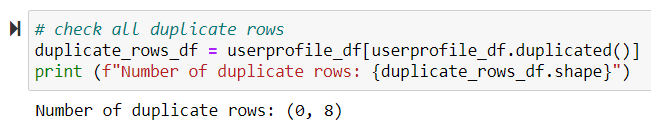 # check all duplicate rows
duplicate_rows_df = userprofile_df[userprofile_df.duplicated()]
print (f"Number of duplicate rows: {duplicate_rows_df.shape}")
Number of duplicate rows: (0, 8)